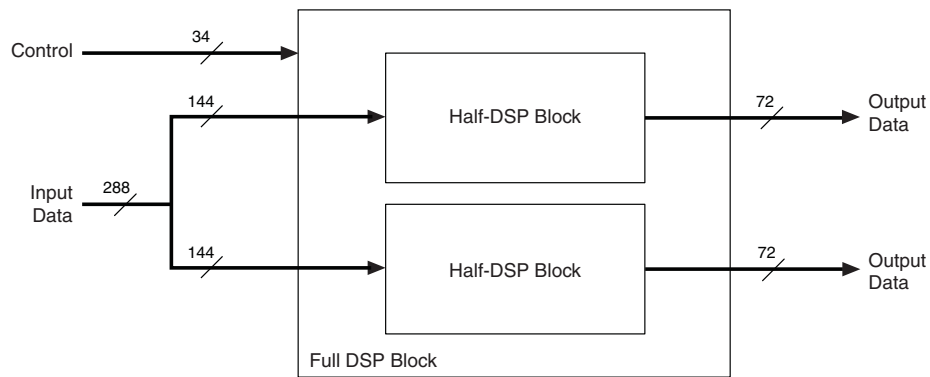 34
Control
144
Half-DSP Block
72
Output
Data
288
Input
Data
144
Half-DSP Block
72
Output
Data
Full DSP Block